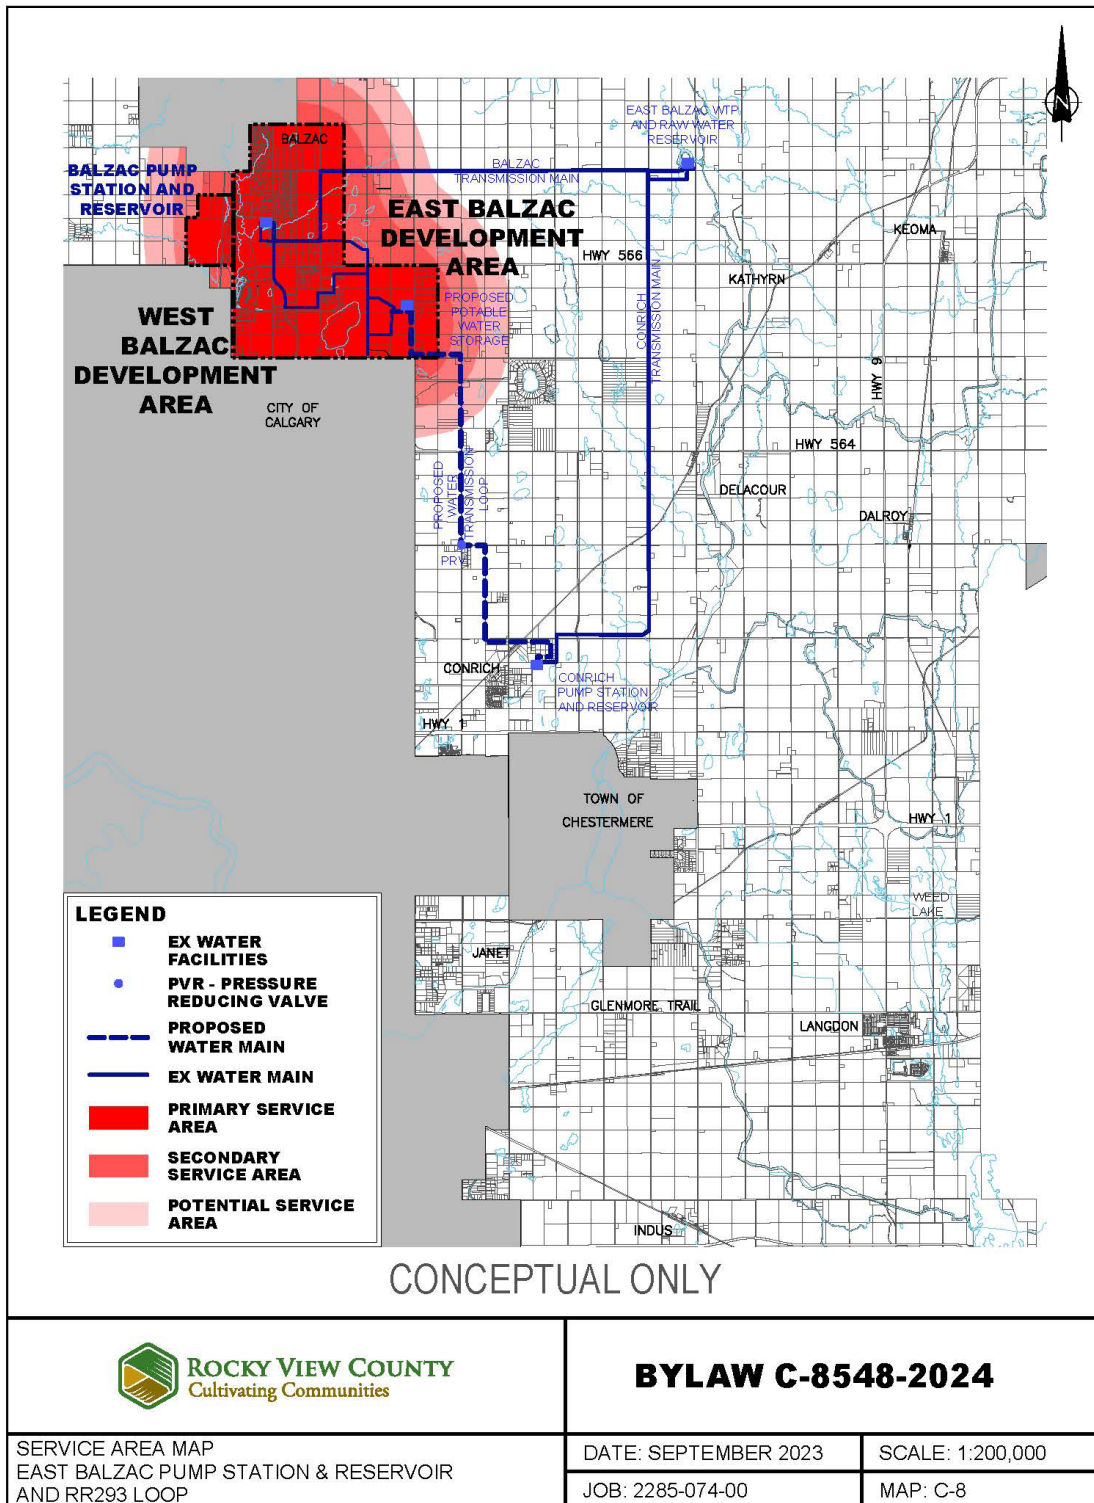 BALZAC
EAST BALZAC WTP
AND RAW WATER
RESERVOIR
BALZAC PUMP
STATION AND
RESERVOIR
BALZAC
TRANSMISSION MAIN
EAST BALZAC
DEVELOPMENT
AREA
HWY 566
KEOMA
KATHYRN
CONRICH
TRANSMISSION MAIN
PROPOSED
POTABLE
WATER
STORAGE
WEST
BALZAC
DEVELOPMENT
AREA
CITY OF
CALGARY
HWY 9
HWY 564
PROPOSED
WATER
TRANSMISSION
LOOP
DELACOUR
DALROY
PRV
CONRICH
CONRICH
PUMP STATION
AND RESERVOIR
HWY 1
TOWN OF
CHESTERMERE
HWY 1
WEED
LAKE
JANET
GLENMORE TRAIL
LANGDON
INDUS
LEGEND
EX WATER
FACILITIES
PVR - PRESSURE
REDUCING VALVE
PROPOSED
WATER MAIN
EX WATER MAIN
PRIMARY SERVICE
AREA
SECONDARY
SERVICE AREA
POTENTIAL SERVICE
AREA
N
CONCEPTUAL ONLY
ROCKY VIEW COUNTY
Cultivating Communities
BYLAW C-8548-2024
SERVICE AREA MAP
EAST BALZAC PUMP STATION & RESERVOIR
AND RR293 LOOP
DATE: SEPTEMBER 2023
SCALE: 1:200,000
JOB: 2285-074-00
MAP: C-8